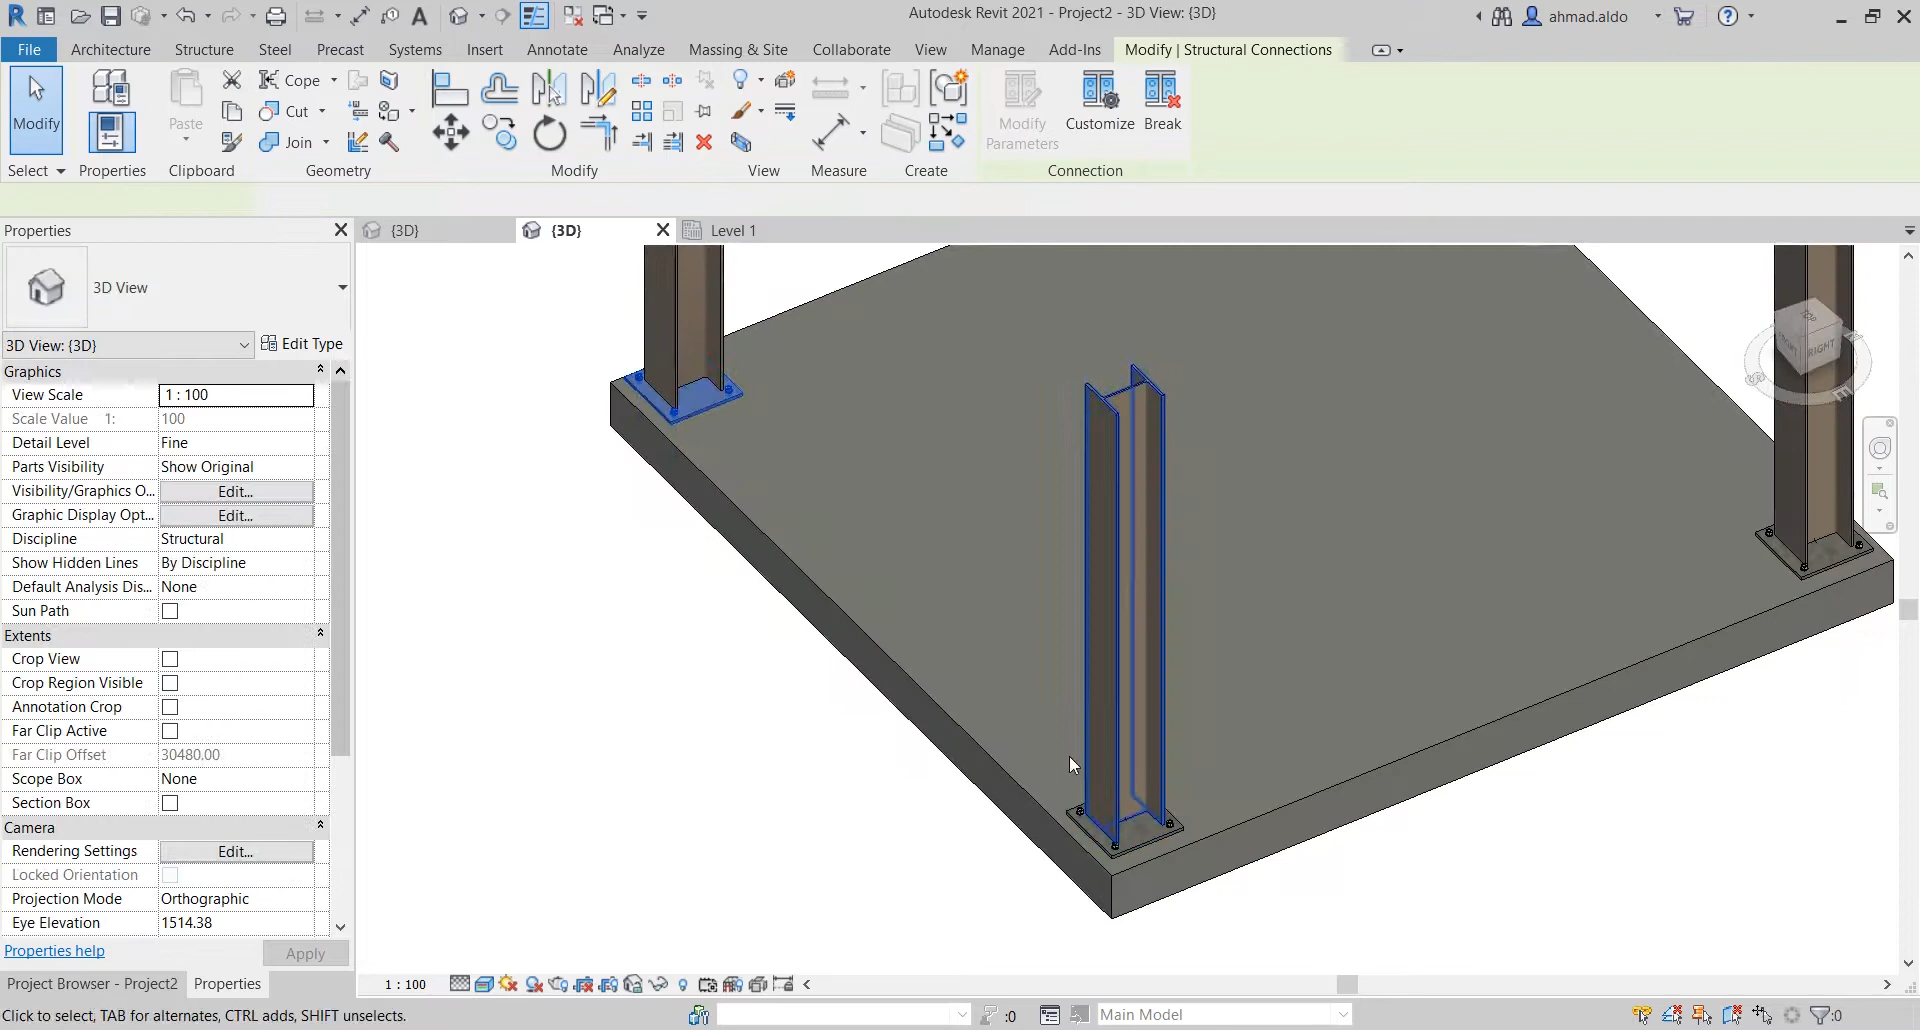 Autodesk Revit 2021 - Project2 - 3D View: {3D}
ahmad.aldo
File Architecture Structure Steel Precast Systems Insert Annotate Analyze Massing & Site Collaborate View Manage Add-Ins Modify | Structural Connections
Modify
Paste
Cope
Cut
Join
Modify Parameters
Customize
Break
Select Properties Clipboard Geometry Modify View Measure Create Connection
Properties
{3D}
{3D}
Level 1
3D View
3D View: {3D}
Edit Type
Graphics
View Scale 1 : 100
Scale Value 1: 100
Detail Level Fine
Parts Visibility Show Original
Visibility/Graphics O... Edit...
Graphic Display Opt... Edit...
Discipline Structural
Show Hidden Lines By Discipline
Default Analysis Dis... None
Sun Path
Extents
Crop View
Crop Region Visible
Annotation Crop
Far Clip Active
Far Clip Offset 30480.00
Scope Box None
Section Box
Camera
Rendering Settings Edit...
Locked Orientation
Projection Mode Orthographic
Eye Elevation 1514.38
Properties help
Apply
TOP
FRONT
RIGHT
S
E
Project Browser - Project2
Properties
1 : 100
Click to select, TAB for alternates, CTRL adds, SHIFT unselects.
:0
Main Model
:0